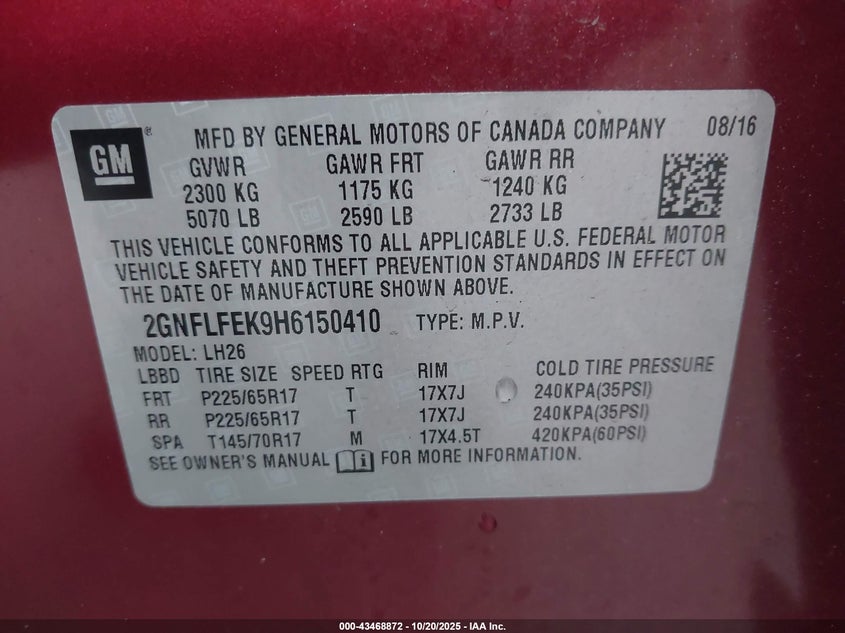 GM ® MFD BY GENERAL MOTORS OF CANADA COMPANY 08/16
GVWR GAWR FRT GAWR RR
2300 KG 1175 KG 1240 KG
5070 LB 2590 LB 2733 LB
THIS VEHICLE CONFORMS TO ALL APPLICABLE U.S. FEDERAL MOTOR
VEHICLE SAFETY AND THEFT PREVENTION STANDARDS IN EFFECT ON
THE DATE OF MANUFACTURE SHOWN ABOVE.
2GNFLFEK9H6150410 TYPE: M.P.V.
MODEL: LH26
LBBD TIRE SIZE SPEED RTG RIM COLD TIRE PRESSURE
FRT P225/65R17 T 17X7J 240KPA(35PSI)
RR P225/65R17 T 17X7J 240KPA(35PSI)
SPA T145/70R17 M 17X4.5T 420KPA(60PSI)
SEE OWNER'S MANUAL i FOR MORE INFORMATION.
000-43468872 | 10/20/2025 - IAA Inc.